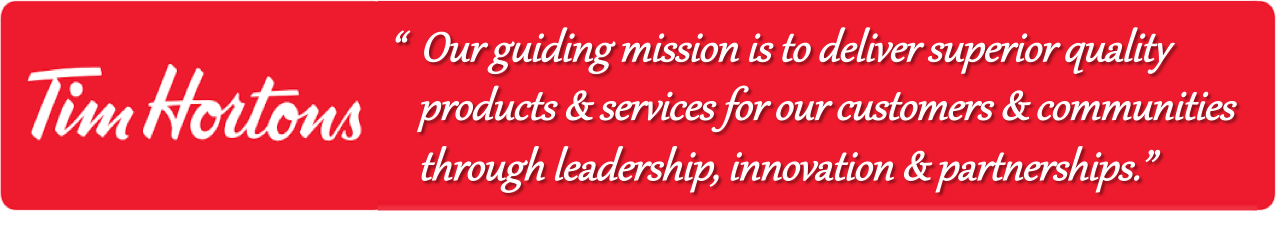 Tim Hortons
“ Our guiding mission is to deliver superior quality
products & services for our customers & communities
through leadership, innovation & partnerships.”